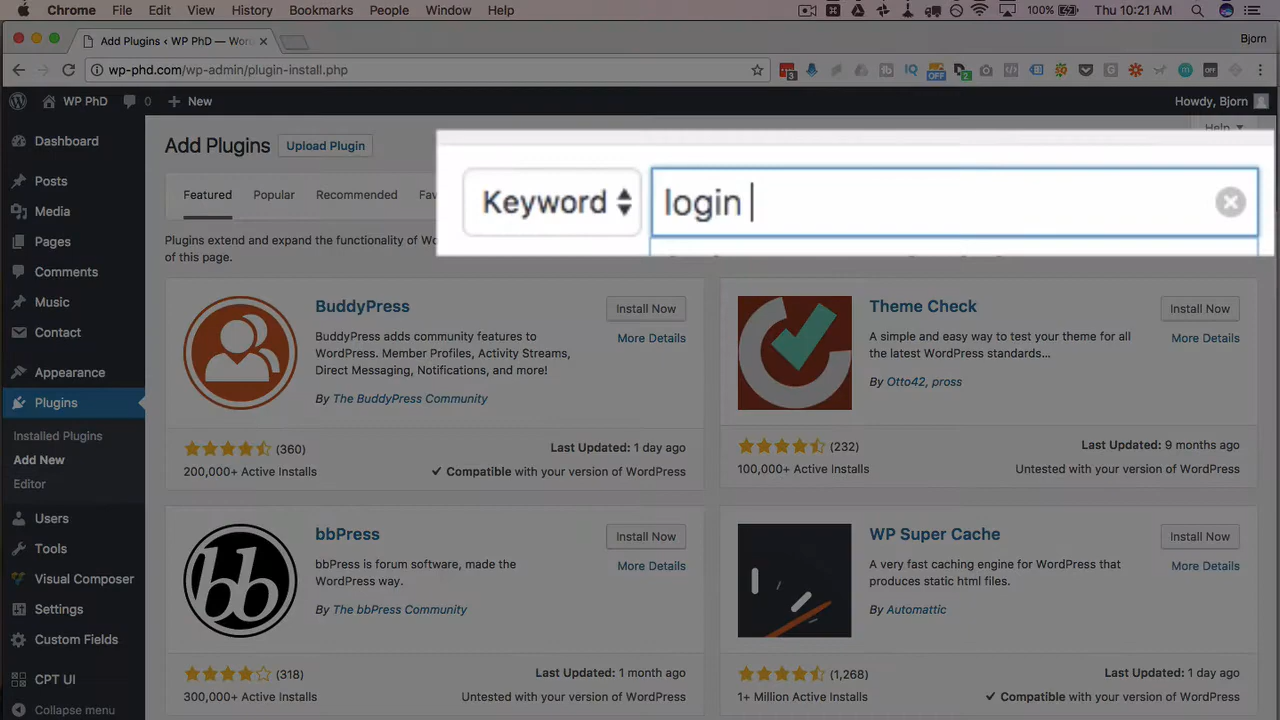 Chrome File Edit View History Bookmarks People Window Help 100% Thu 10:21 AM
Add Plugins ‹ WP PhD — Wor
Bjorn
wp-phd.com/wp-admin/plugin-install.php
3 IQ OFF 2
WP PhD 0 + New Howdy, Bjorn
Help
Add Plugins Upload Plugin
Keyword login
Featured Popular Recommended Fav
Plugins extend and expand the functionality of Wo
of this page.
Dashboard
Posts
Media
Pages
Comments
Music
Contact
Appearance
Plugins
Installed Plugins
Add New
Editor
Users
Tools
Visual Composer
Settings
Custom Fields
CPT UI
Collapse menu
BuddyPress
Install Now
More Details
BuddyPress adds community features to
WordPress. Member Profiles, Activity Streams,
Direct Messaging, Notifications, and more!
By The BuddyPress Community
(360)
Last Updated: 1 day ago
200,000+ Active Installs
✓ Compatible with your version of WordPress
Theme Check
Install Now
More Details
A simple and easy way to test your theme for all
the latest WordPress standards...
By Otto42, pross
(232)
Last Updated: 9 months ago
100,000+ Active Installs
Untested with your version of WordPress
bb
bbPress
Install Now
More Details
bbPress is forum software, made the
WordPress way.
By The bbPress Community
(318)
Last Updated: 1 month ago
300,000+ Active Installs
Untested with your version of WordPress
WP Super Cache
Install Now
More Details
A very fast caching engine for WordPress that
produces static html files.
By Automattic
(1,268)
Last Updated: 1 day ago
1+ Million Active Installs
✓ Compatible with your version of WordPress